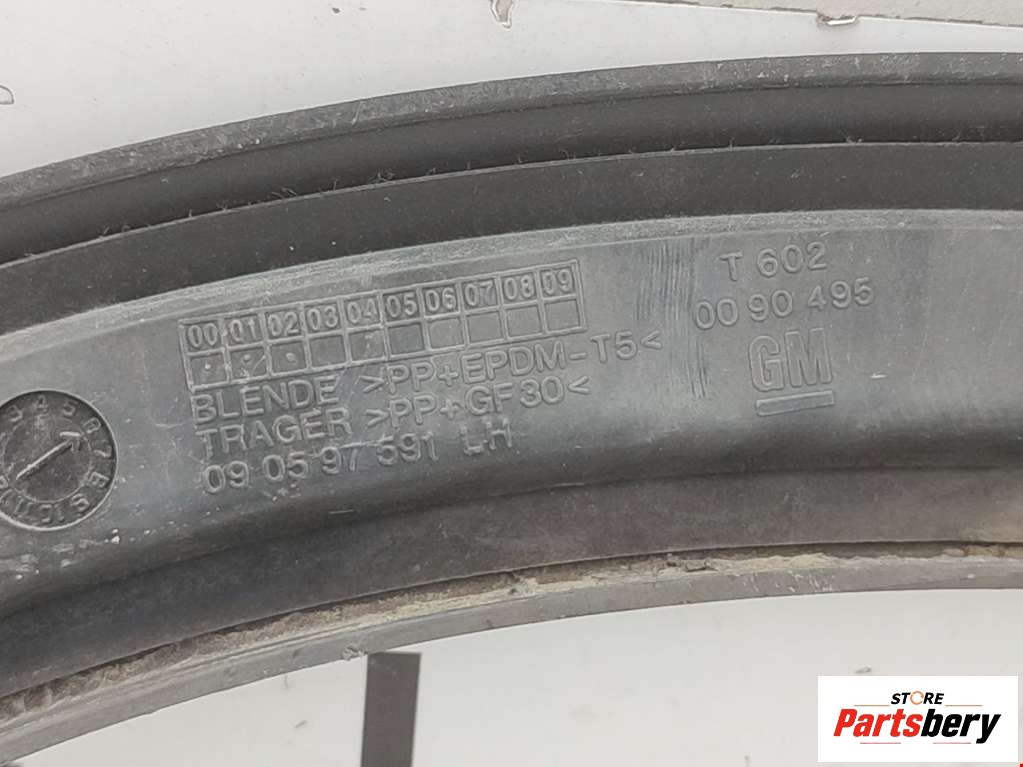 00 01 02 03 04 05 06 07 08 09
BLENDE >PP+EPDM-T5<
TRAGER >PP+GF30<
09 05 97 591 LH
T 602
00 90 495
GM
STORE
Partsbery